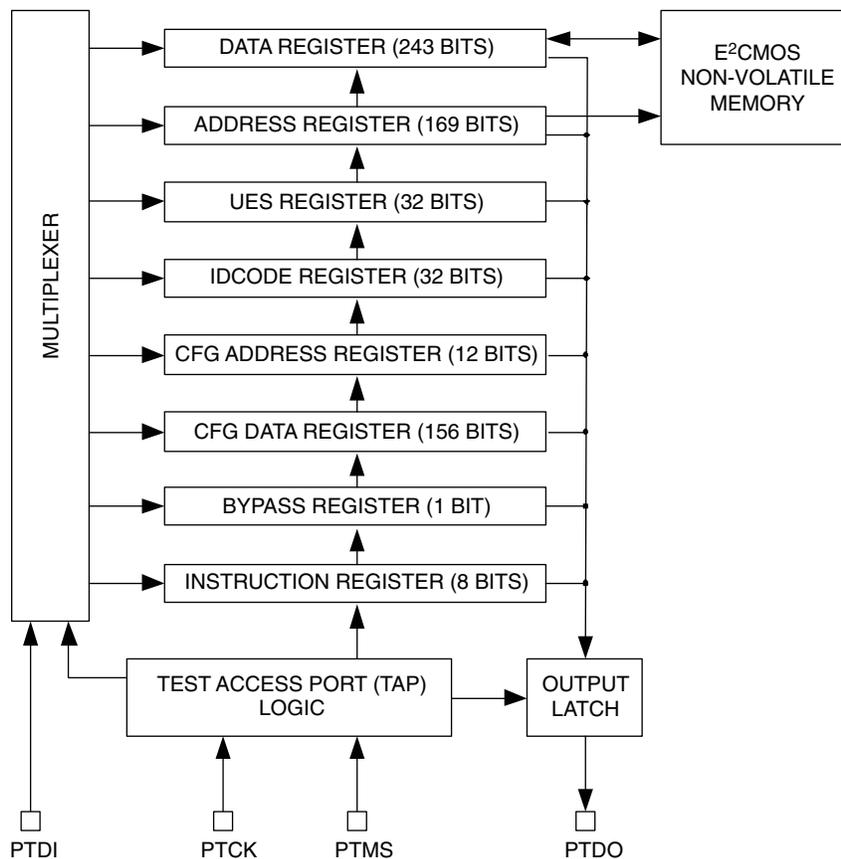 DATA REGISTER (243 BITS)
E²CMOS
NON-VOLATILE
MEMORY
ADDRESS REGISTER (169 BITS)
UES REGISTER (32 BITS)
IDCODE REGISTER (32 BITS)
MULTIPLEXER
CFG ADDRESS REGISTER (12 BITS)
CFG DATA REGISTER (156 BITS)
BYPASS REGISTER (1 BIT)
INSTRUCTION REGISTER (8 BITS)
TEST ACCESS PORT (TAP)
LOGIC
OUTPUT
LATCH
PTDI
PTCK
PTMS
PTDO